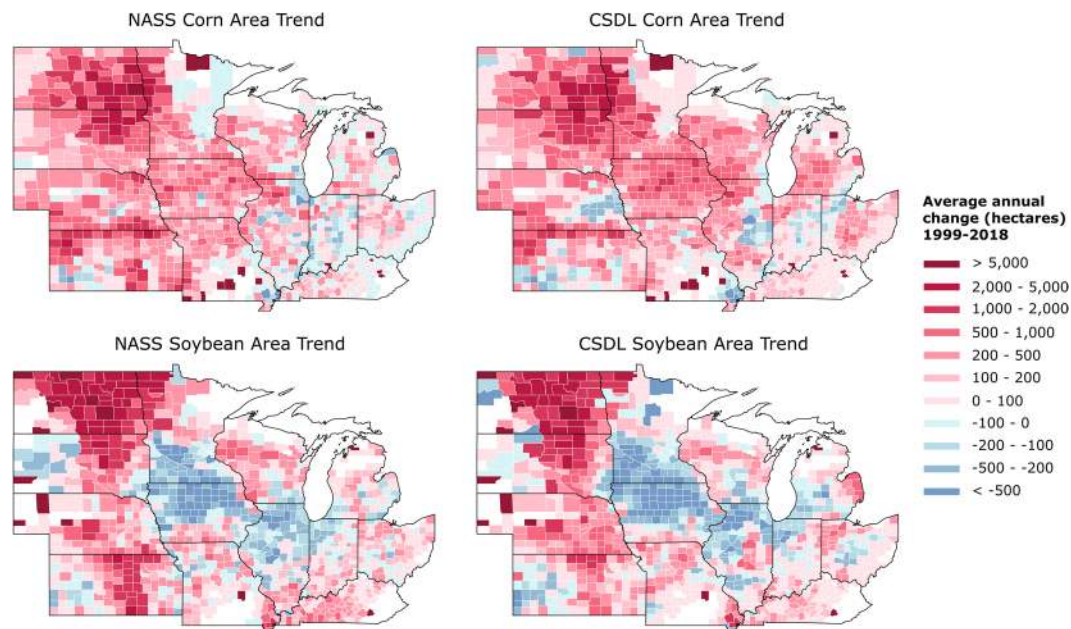 NASS Corn Area Trend
CSDL Corn Area Trend
NASS Soybean Area Trend
CSDL Soybean Area Trend
Average annual
change (hectares)
1999-2018
> 5,000
2,000 - 5,000
1,000 - 2,000
500 - 1,000
200 - 500
100 - 200
0 - 100
-100 - 0
-200 - -100
-500 - -200
< -500